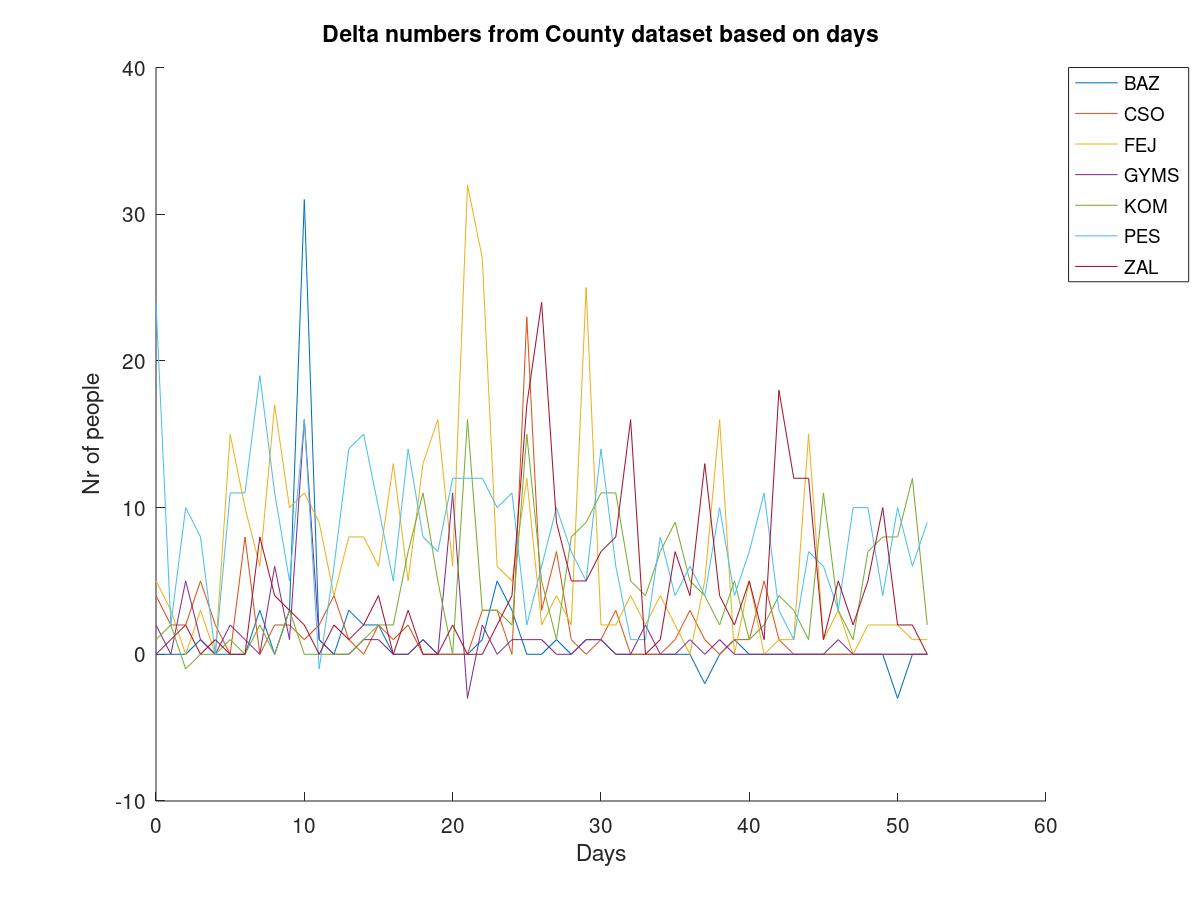 Delta numbers from County dataset based on days
40
30
20
10
0
-10
Nr of people
0 10 20 30 40 50 60
Days
BAZ
CSO
FEJ
GYMS
KOM
PES
ZAL